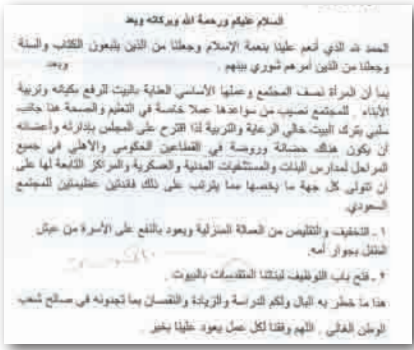 السلام عليكم ورحمة الله وبركاته وبعد
الحمد لله الذي أنعم علينا بنعمة الإسلام وجعلنا من الذين يتبعون الكتاب والسنة
وجعلنا من الذين أمرهم شورى بينهم . وبعد
بما أن المرأة نصف المجتمع وعملها الأساسي العناية بالبيت للرفع بمكانته وتربية
الأبناء . للمجتمع نصيب من سواعدها عملا خاصة في التعليم والصحة هنا جانب
سلبي بترك البيت خالي الرعاية والتربية لذا اقترح على المجلس بإدارته وأعضائه
أن يكون هناك حضانة وروضة في القطاعين الحكومي والأهلي في جميع
المراحل لمدارس البنات والمستشفيات المدنية والعسكرية والمراكز التابعة لها على
أن تتولى كل جهة ما يخصها مما يترتب على ذلك فائدتين عظيمتين للمجتمع
السعودي.
١ ـ التخفيف والتقليص من العمالة المنزلية ويعود بالنفع على الأسرة من عيش
الطفل بجوار أمه.
٢ ـ فتح باب التوظيف لبناتنا المتقدسات بالبيوت .
هذا ما خطر به البال ولكم الدراسة والزيادة والنقصان بما تجدونه في صالح شعب
الوطن الغالي . اللهم وفقنا لكل عمل يعود علينا بخير .